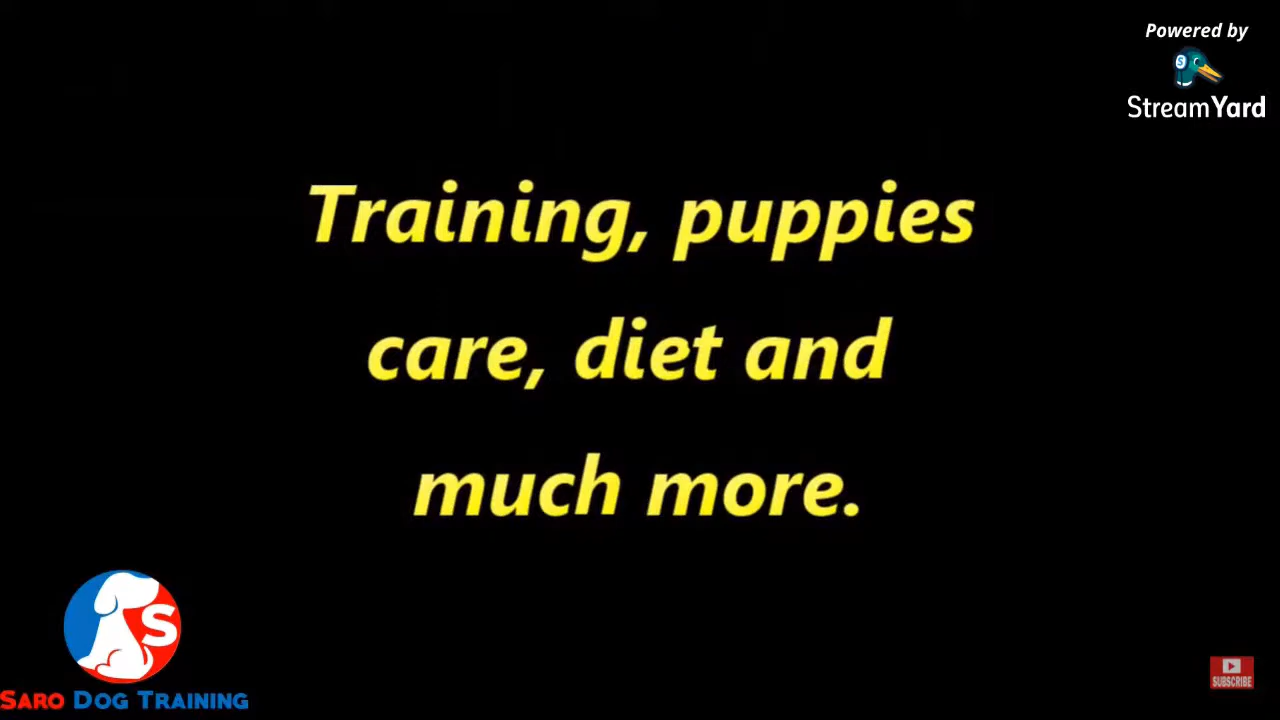 Powered by
S
StreamYard
Training, puppies
care, diet and
much more.
S
SARO DOG TRAINING
SUBSCRIBE